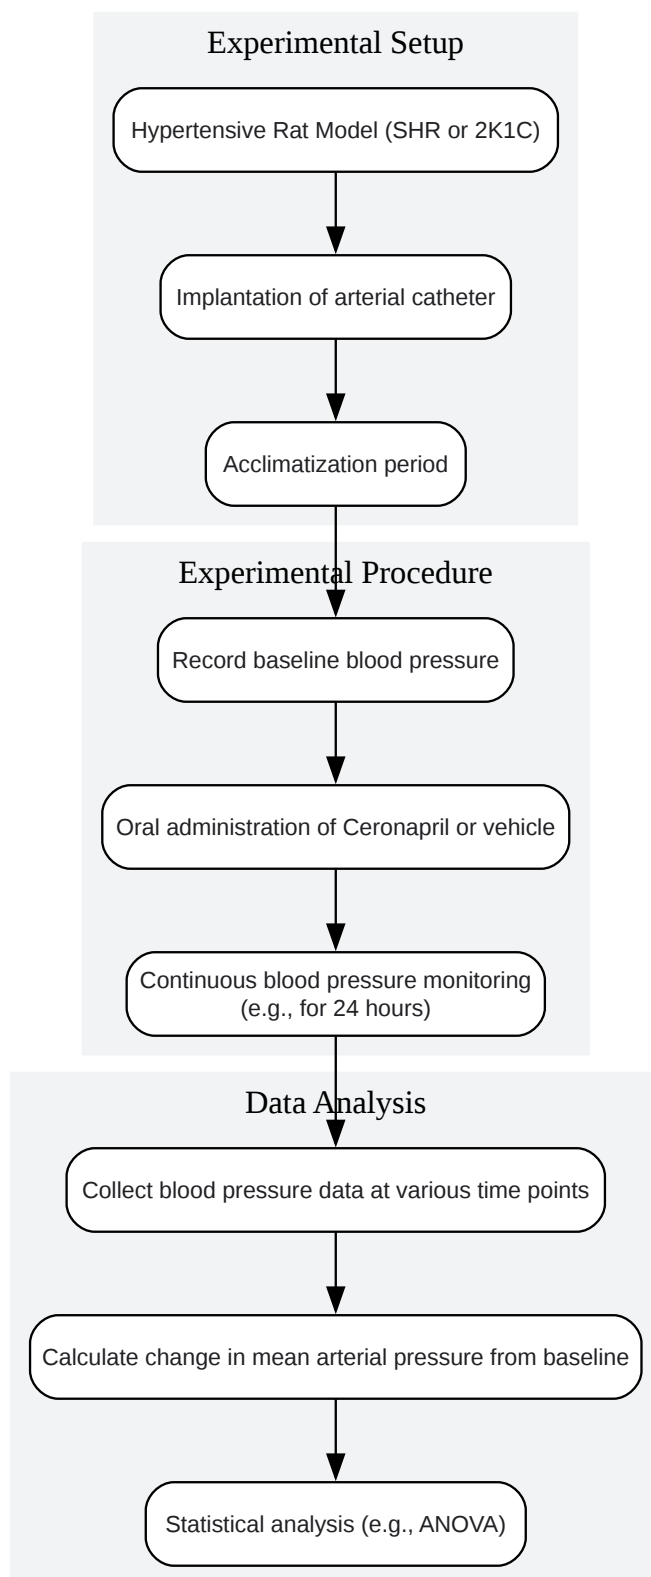 Experimental Setup
Hypertensive Rat Model (SHR or 2K1C)
Implantation of arterial catheter
Acclimatization period
Experimental Procedure
Record baseline blood pressure
Oral administration of Ceronapril or vehicle
Continuous blood pressure monitoring
(e.g., for 24 hours)
Data Analysis
Collect blood pressure data at various time points
Calculate change in mean arterial pressure from baseline
Statistical analysis (e.g., ANOVA)